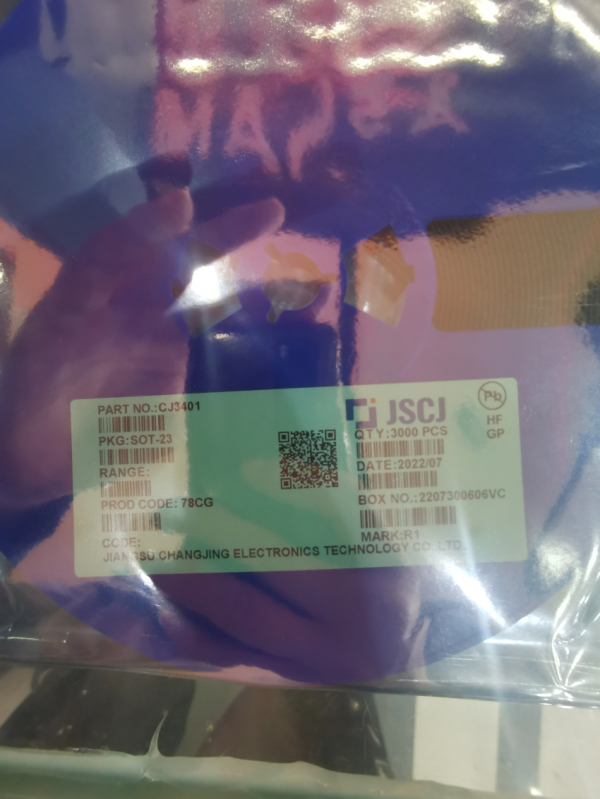 PART NO.:CJ3401
JSCJ
Pb
HF
GP
PKG:SOT-23
QTY:3000 PCS
RANGE:
DATE:2022/07
PROD CODE: 78CG
BOX NO.:2207300606VC
CODE:
MARK:R1
JIANGSU CHANGJING ELECTRONICS TECHNOLOGY CO.,LTD